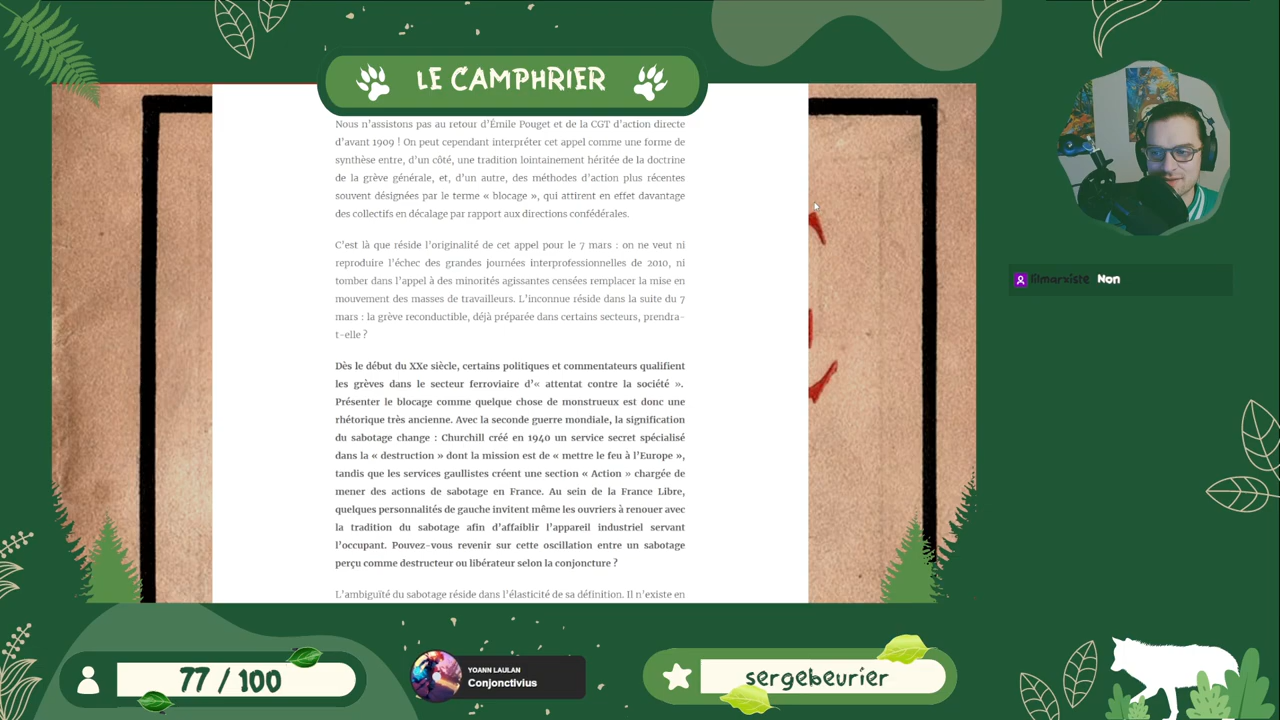 LE CAMPHRIER
Nous n'assistons pas au retour d'Émile Pouget et de la CGT d'action directe
d'avant 1909 ! On peut cependant interpréter cet appel comme une forme de
synthèse entre, d'un côté, une tradition lointainement héritée de la doctrine
de la grève générale, et, d'un autre, des méthodes d'action plus récentes
souvent désignées par le terme « blocage », qui attirent en effet davantage
des collectifs en décalage par rapport aux directions confédérales.
C'est là que réside l'originalité de cet appel pour le 7 mars : on ne veut ni
reproduire l'échec des grandes journées interprofessionnelles de 2010, ni
tomber dans l'appel à des minorités agissantes censées remplacer la mise en
mouvement des masses de travailleurs. L'inconnue réside dans la suite du 7
mars : la grève reconductible, déjà préparée dans certains secteurs, prendra-
t-elle ?
Dès le début du XXe siècle, certains politiques et commentateurs qualifient
les grèves dans le secteur ferroviaire d'« attentat contre la société ».
Présenter le blocage comme quelque chose de monstrueux est donc une
rhétorique très ancienne. Avec la seconde guerre mondiale, la signification
du sabotage change : Churchill créé en 1940 un service secret spécialisé
dans la « destruction » dont la mission est de « mettre le feu à l'Europe »,
tandis que les services gaullistes créent une section « Action » chargée de
mener des actions de sabotage en France. Au sein de la France Libre,
quelques personnalités de gauche invitent même les ouvriers à renouer avec
la tradition du sabotage afin d'affaiblir l'appareil industriel servant
l'occupant. Pouvez-vous revenir sur cette oscillation entre un sabotage
perçu comme destructeur ou libérateur selon la conjoncture ?
L'ambiguïté du sabotage réside dans l'élasticité de sa définition. Il n'existe en
filmarxiste Non
77 / 100
YOANN LAULAN
Conjonctivius
sergebeurier